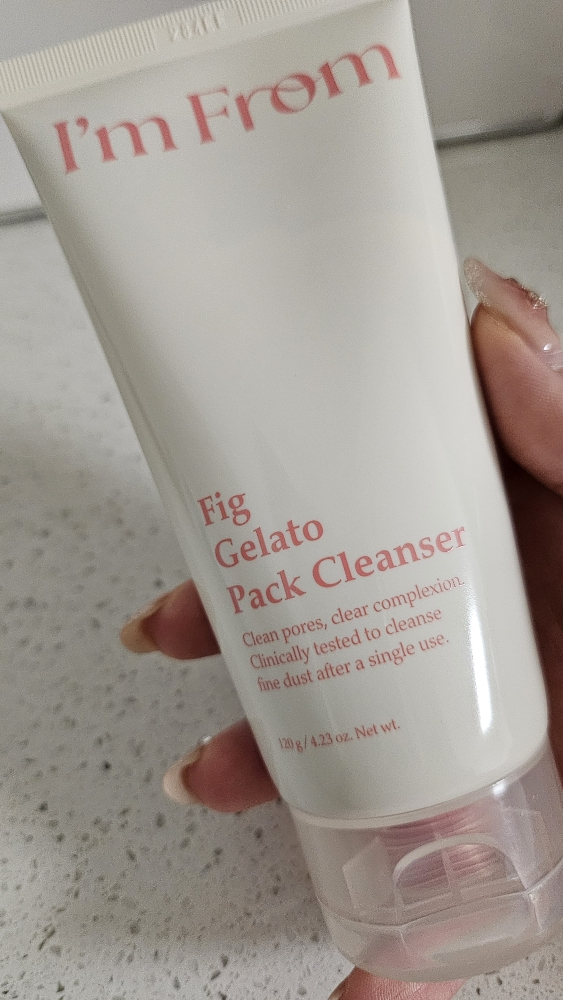 I'm From
Fig
Gelato
Pack Cleanser
Clean pores, clear complexion.
Clinically tested to cleanse
fine dust after a single use.
120 g / 4.23 oz. Net wt.